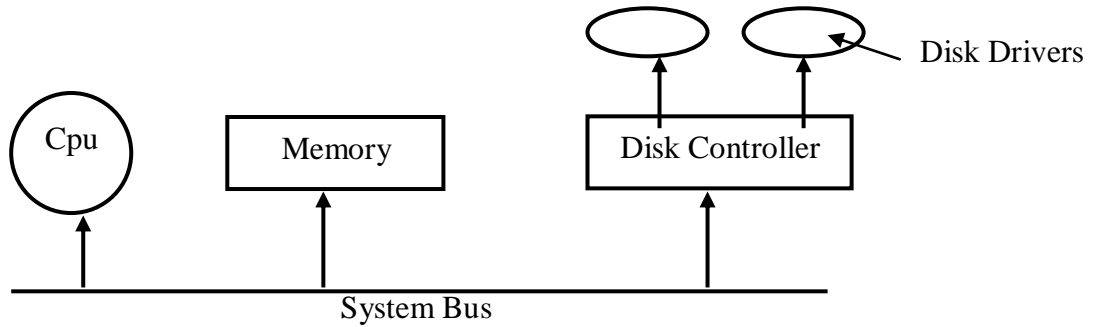 Disk Drivers
Cpu
Memory
Disk Controller
System Bus